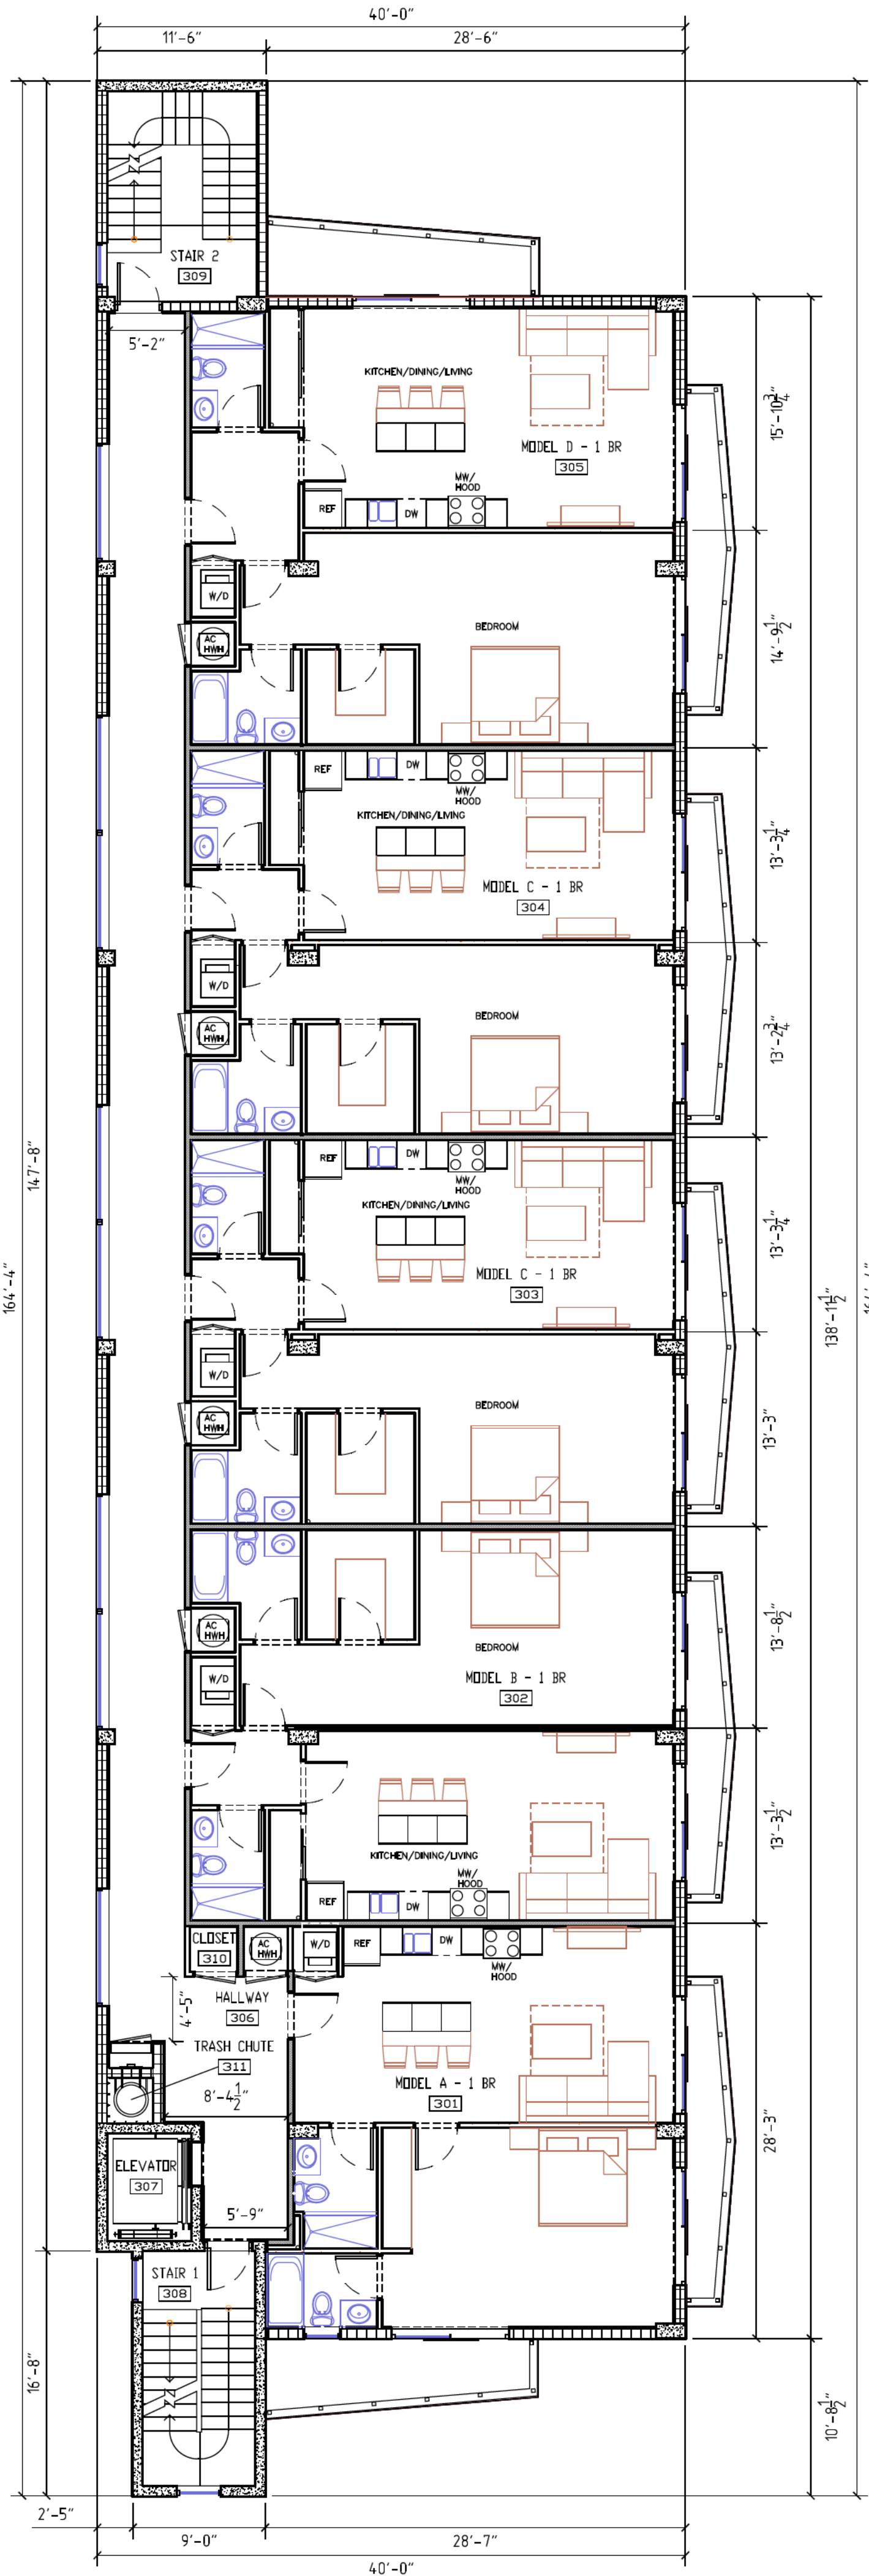 40'-0"
11'-6"
28'-6"
STAIR 2
309
5'-2"
KITCHEN/DINING/LIVING
MODEL D - 1 BR
305
MW/
HOOD
REF
DW
15'-10 3/4"
W/D
BEDROOM
AC
HWH
14'-9 1/2"
REF
DW
MW/
HOOD
KITCHEN/DINING/LIVING
MODEL C - 1 BR
304
13'-3 1/4"
W/D
BEDROOM
AC
HWH
13'-2 3/4"
147'-8"
164'-4"
REF
DW
MW/
HOOD
KITCHEN/DINING/LIVING
MODEL C - 1 BR
303
13'-3 1/4"
138'-11 1/2"
164'-4"
W/D
BEDROOM
AC
HWH
13'-3"
AC
HWH
BEDROOM
W/D
MODEL B - 1 BR
302
13'-8 1/2"
KITCHEN/DINING/LIVING
MW/
HOOD
REF
DW
13'-3 1/2"
CLOSET
310
AC
HWH
W/D
REF
DW
MW/
HOOD
HALLWAY
306
4'-5"
TRASH CHUTE
311
8'-4 1/2"
MODEL A - 1 BR
301
28'-3"
ELEVATOR
307
5'-9"
STAIR 1
308
16'-8"
10'-8 1/2"
2'-5"
9'-0"
28'-7"
40'-0"